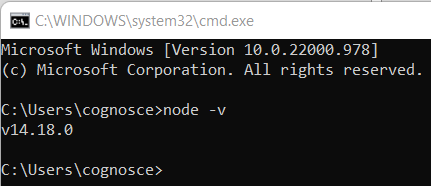 C:\WINDOWS\system32\cmd.exe
Microsoft Windows [Version 10.0.22000.978]
(c) Microsoft Corporation. All rights reserved.
C:\Users\cognosce>node -v
v14.18.0
C:\Users\cognosce>